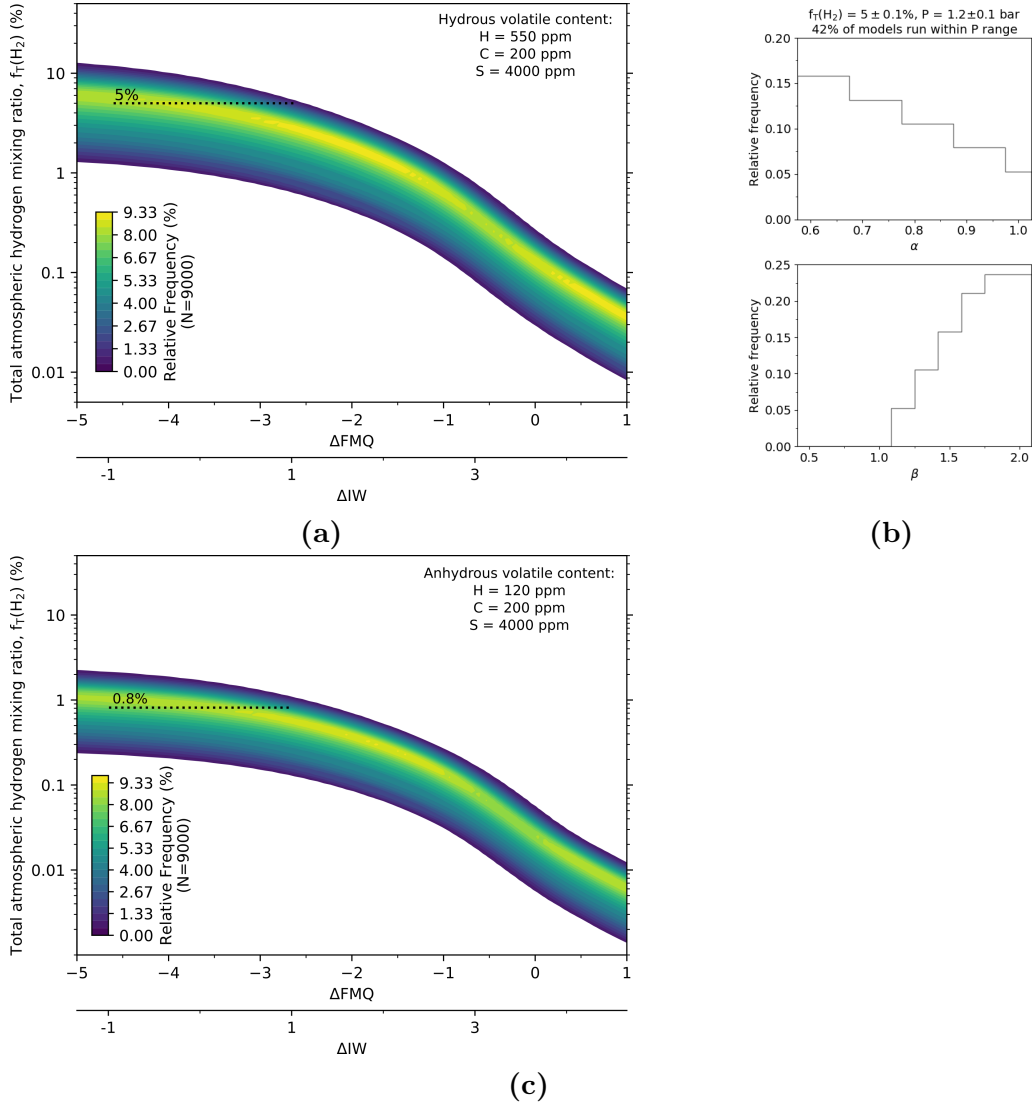 Total atmospheric hydrogen mixing ratio, f_T(H₂) (%)
10
1
0.1
0.01
Hydrous volatile content:
H = 550 ppm
C = 200 ppm
S = 4000 ppm
5%
9.33
8.00
6.67
5.33
4.00
2.67
1.33
0.00
Relative Frequency (%)
(N=9000)
−5 −4 −3 −2 −1 0 1
ΔFMQ
-1 1 3
ΔIW
(a)
f_T(H₂) = 5 ± 0.1%, P = 1.2±0.1 bar
42% of models run within P range
Relative frequency
0.20
0.15
0.10
0.05
0.00
0.6 0.7 0.8 0.9 1.0
α
Relative frequency
0.25
0.20
0.15
0.10
0.05
0.00
0.5 1.0 1.5 2.0
β
(b)
Total atmospheric hydrogen mixing ratio, f_T(H₂) (%)
10
1
0.1
0.01
Anhydrous volatile content:
H = 120 ppm
C = 200 ppm
S = 4000 ppm
0.8%
9.33
8.00
6.67
5.33
4.00
2.67
1.33
0.00
Relative Frequency (%)
(N=9000)
−5 −4 −3 −2 −1 0 1
ΔFMQ
-1 1 3
ΔIW
(c)